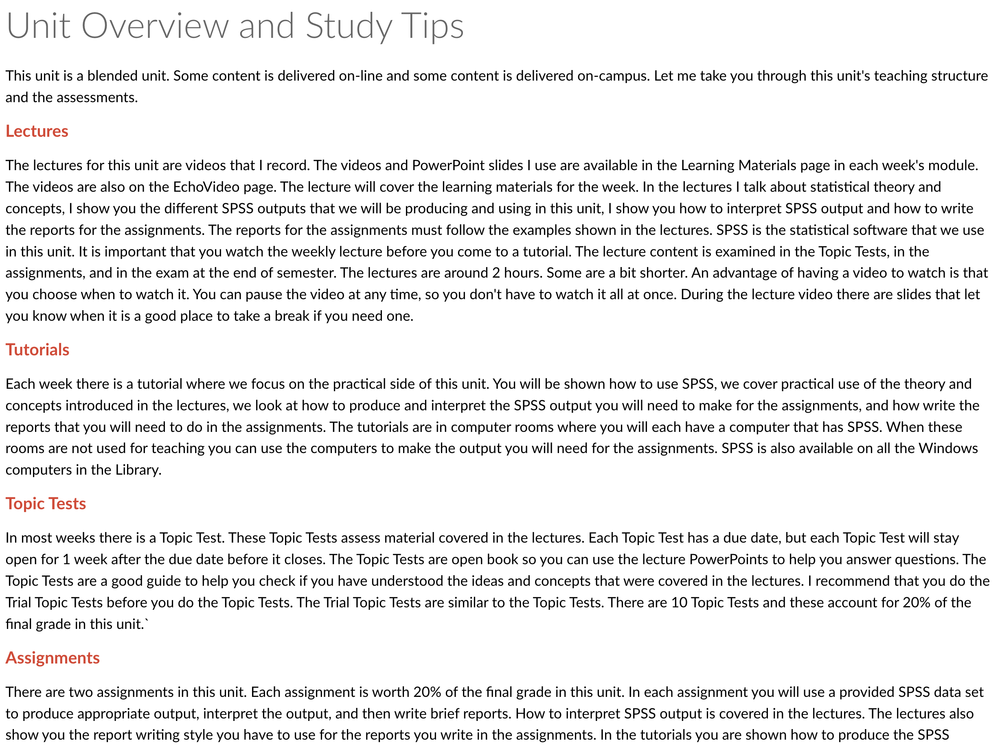 Unit Overview and Study Tips
This unit is a blended unit. Some content is delivered on-line and some content is delivered on-campus. Let me take you through this unit's teaching structure
and the assessments.
Lectures
The lectures for this unit are videos that I record. The videos and PowerPoint slides I use are available in the Learning Materials page in each week's module.
The videos are also on the EchoVideo page. The lecture will cover the learning materials for the week. In the lectures I talk about statistical theory and
concepts, I show you the different SPSS outputs that we will be producing and using in this unit, I show you how to interpret SPSS output and how to write
the reports for the assignments. The reports for the assignments must follow the examples shown in the lectures. SPSS is the statistical software that we use
in this unit. It is important that you watch the weekly lecture before you come to a tutorial. The lecture content is examined in the Topic Tests, in the
assignments, and in the exam at the end of semester. The lectures are around 2 hours. Some are a bit shorter. An advantage of having a video to watch is that
you choose when to watch it. You can pause the video at any time, so you don't have to watch it all at once. During the lecture video there are slides that let
you know when it is a good place to take a break if you need one.
Tutorials
Each week there is a tutorial where we focus on the practical side of this unit. You will be shown how to use SPSS, we cover practical use of the theory and
concepts introduced in the lectures, we look at how to produce and interpret the SPSS output you will need to make for the assignments, and how write the
reports that you will need to do in the assignments. The tutorials are in computer rooms where you will each have a computer that has SPSS. When these
rooms are not used for teaching you can use the computers to make the output you will need for the assignments. SPSS is also available on all the Windows
computers in the Library.
Topic Tests
In most weeks there is a Topic Test. These Topic Tests assess material covered in the lectures. Each Topic Test has a due date, but each Topic Test will stay
open for 1 week after the due date before it closes. The Topic Tests are open book so you can use the lecture PowerPoints to help you answer questions. The
Topic Tests are a good guide to help you check if you have understood the ideas and concepts that were covered in the lectures. I recommend that you do the
Trial Topic Tests before you do the Topic Tests. The Trial Topic Tests are similar to the Topic Tests. There are 10 Topic Tests and these account for 20% of the
final grade in this unit.`
Assignments
There are two assignments in this unit. Each assignment is worth 20% of the final grade in this unit. In each assignment you will use a provided SPSS data set
to produce appropriate output, interpret the output, and then write brief reports. How to interpret SPSS output is covered in the lectures. The lectures also
show you the report writing style you have to use for the reports you write in the assignments. In the tutorials you are shown how to produce the SPSS